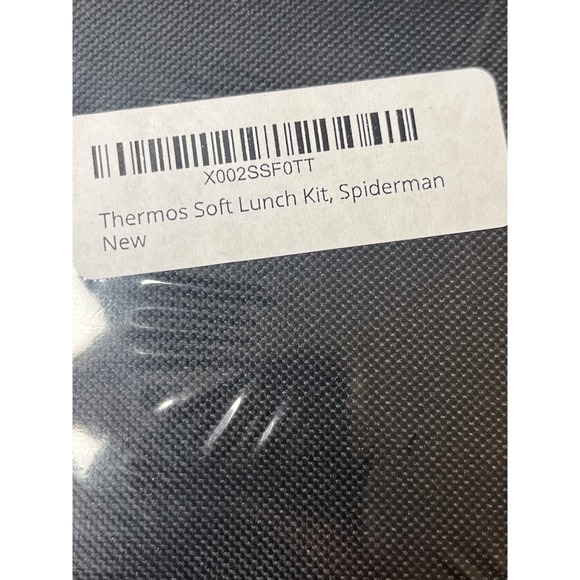 X002SSF0TT
Thermos Soft Lunch Kit, Spiderman
New